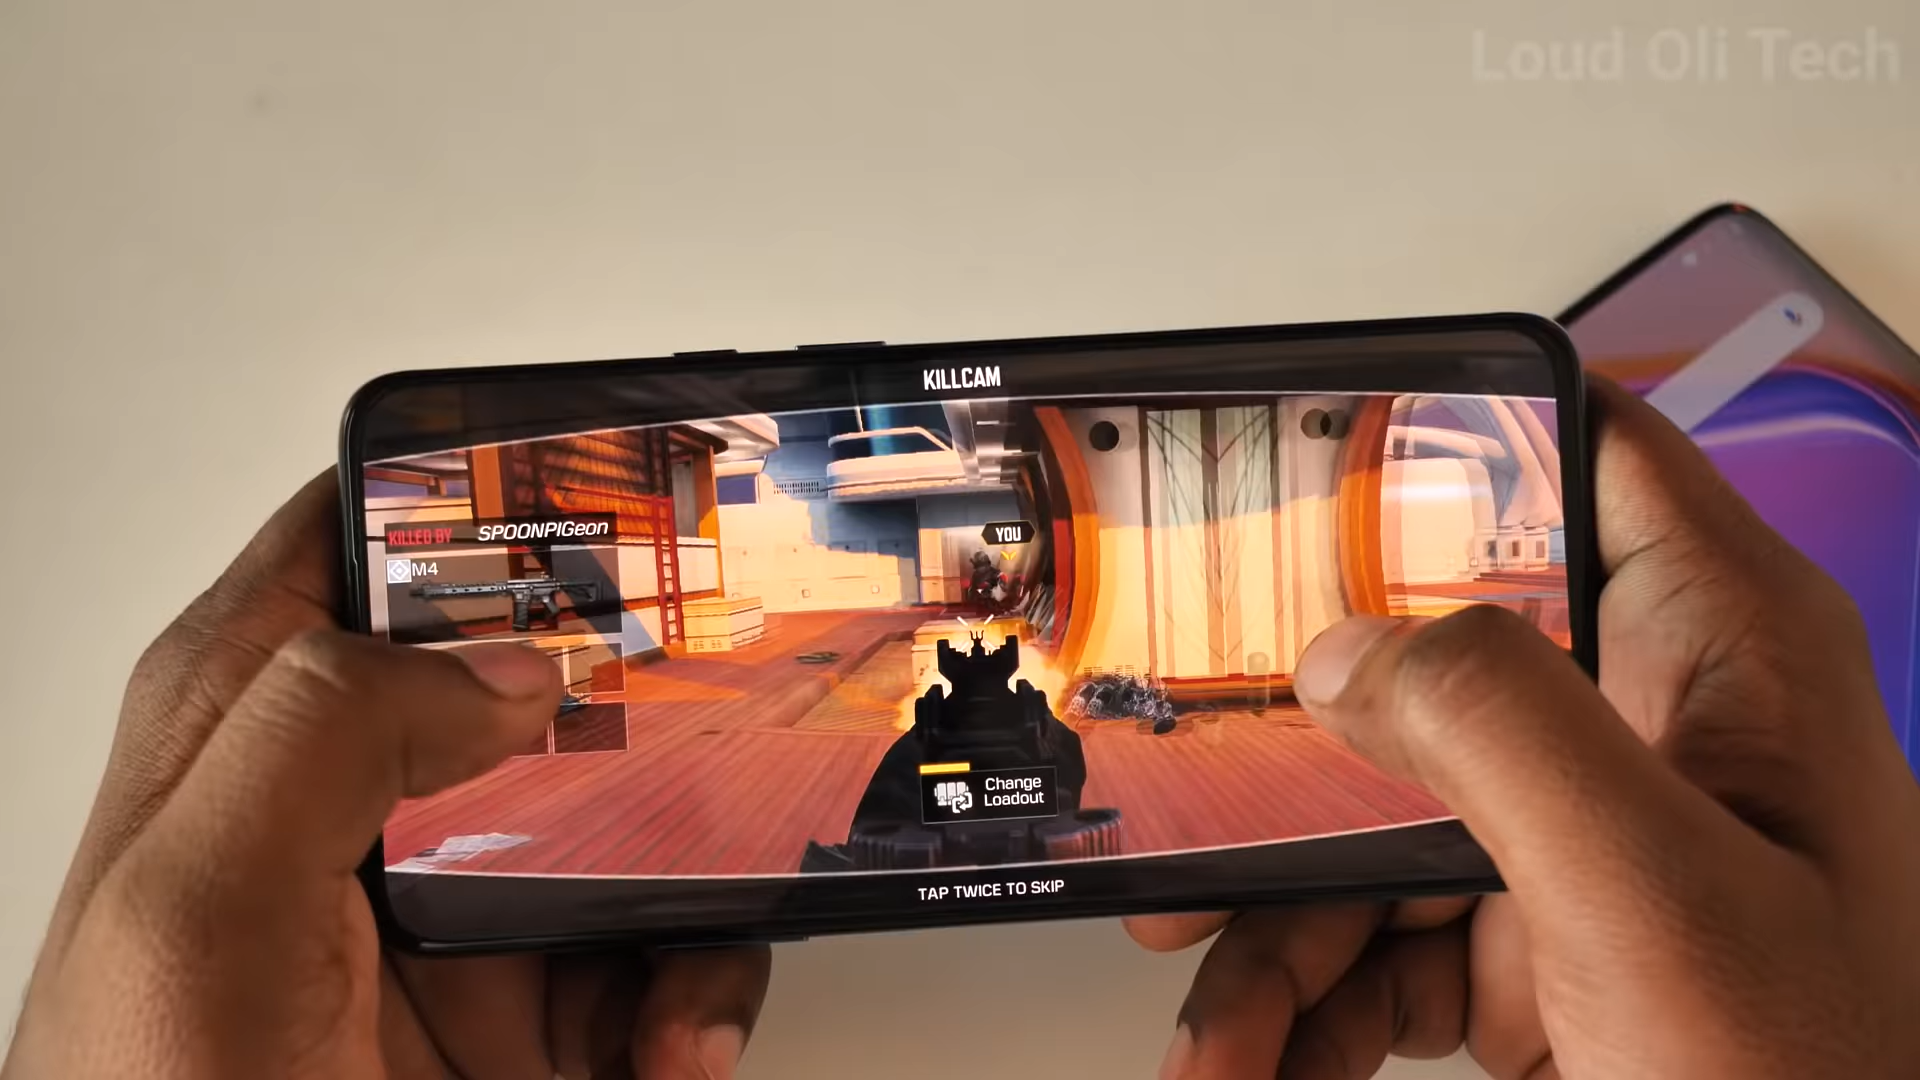 Loud Oli Tech
KILLCAM
KILLED BY SPOONPIGeon
M4
YOU
Change
Loadout
TAP TWICE TO SKIP